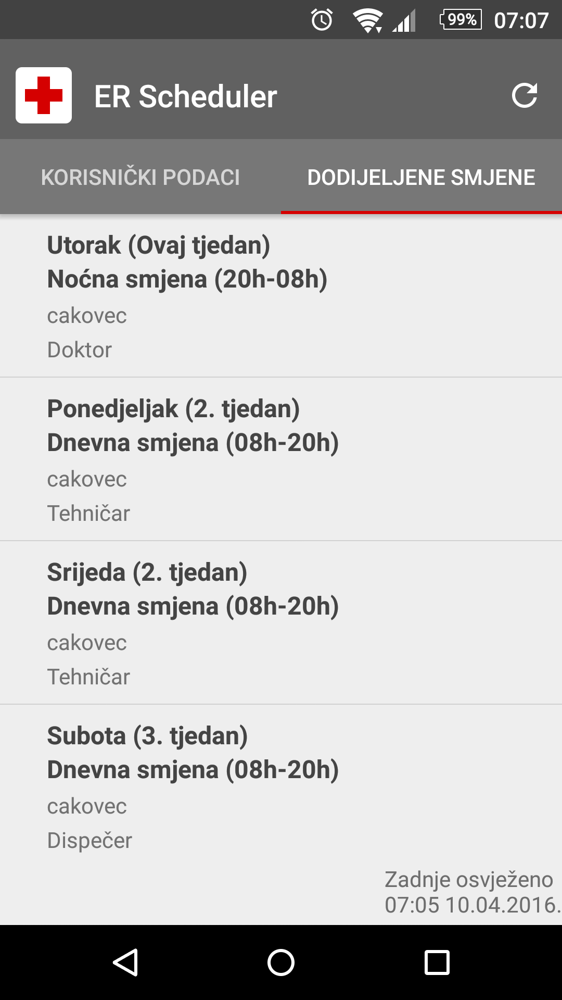 99% 07:07
ER Scheduler
KORISNIČKI PODACI DODIJELJENE SMJENE
Utorak (Ovaj tjedan)
Noćna smjena (20h-08h)
cakovec
Doktor
Ponedjeljak (2. tjedan)
Dnevna smjena (08h-20h)
cakovec
Tehničar
Srijeda (2. tjedan)
Dnevna smjena (08h-20h)
cakovec
Tehničar
Subota (3. tjedan)
Dnevna smjena (08h-20h)
cakovec
Dispečer
Zadnje osvježeno
07:05 10.04.2016.